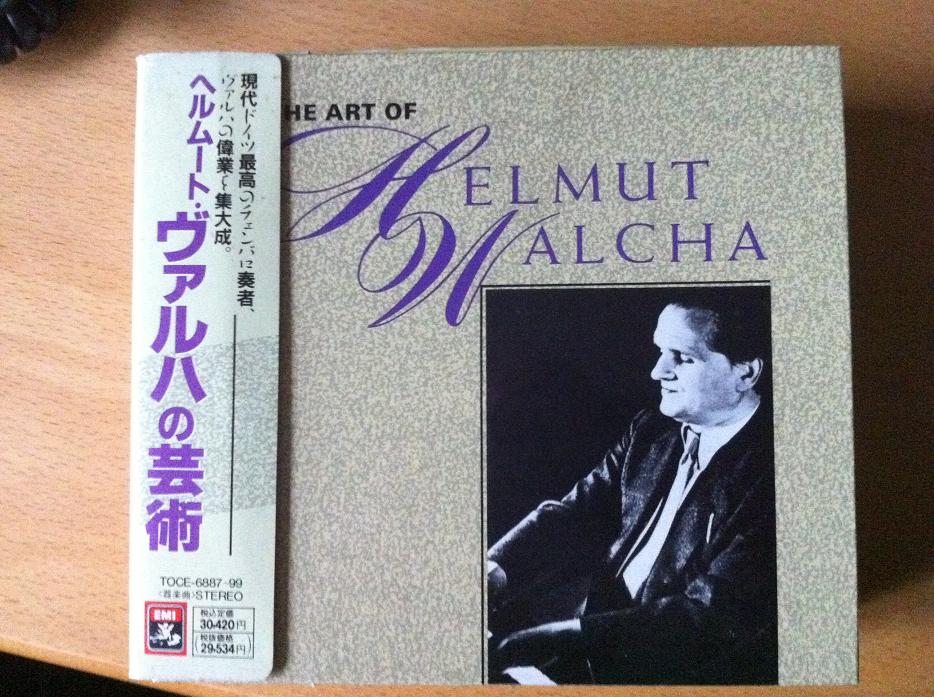 現代ドイツ最高のチェンバロ奏者、
ヴァルハの偉業を集大成。
ヘルムート・ヴァルハの芸術
TOCE-6887~99
〈器楽曲〉STEREO
EMI
税込定価
30,420円
(税抜価格
29,534円)
HE ART OF
HELMUT
WALCHA